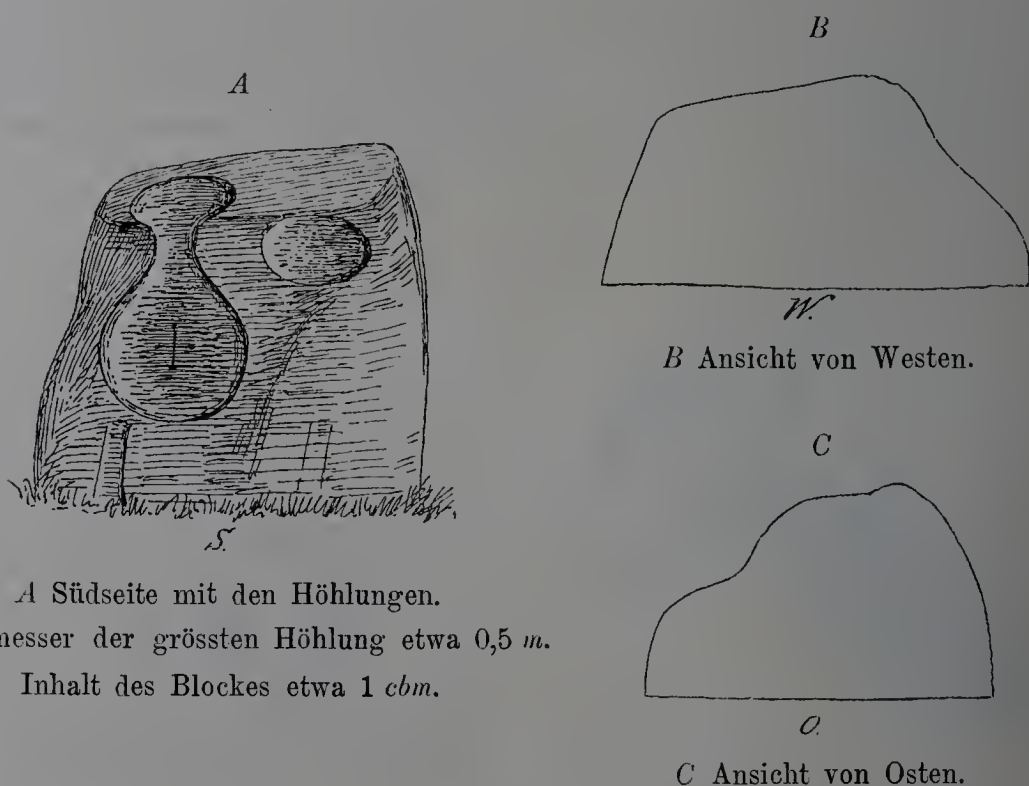 A
S.
A Südseite mit den Höhlungen.
messer der grössten Höhlung etwa 0,5 m.
Inhalt des Blockes etwa 1 cbm.
B
W.
B Ansicht von Westen.
C
O.
C Ansicht von Osten.